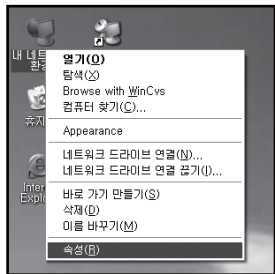 내 네트
환경
휴지
Inter
Explo
열기(O)
탐색(X)
Browse with WinCvs
컴퓨터 찾기(C)...
Appearance
네트워크 드라이브 연결(N)...
네트워크 드라이브 연결 끊기(I)...
바로 가기 만들기(S)
삭제(D)
이름 바꾸기(M)
속성(R)